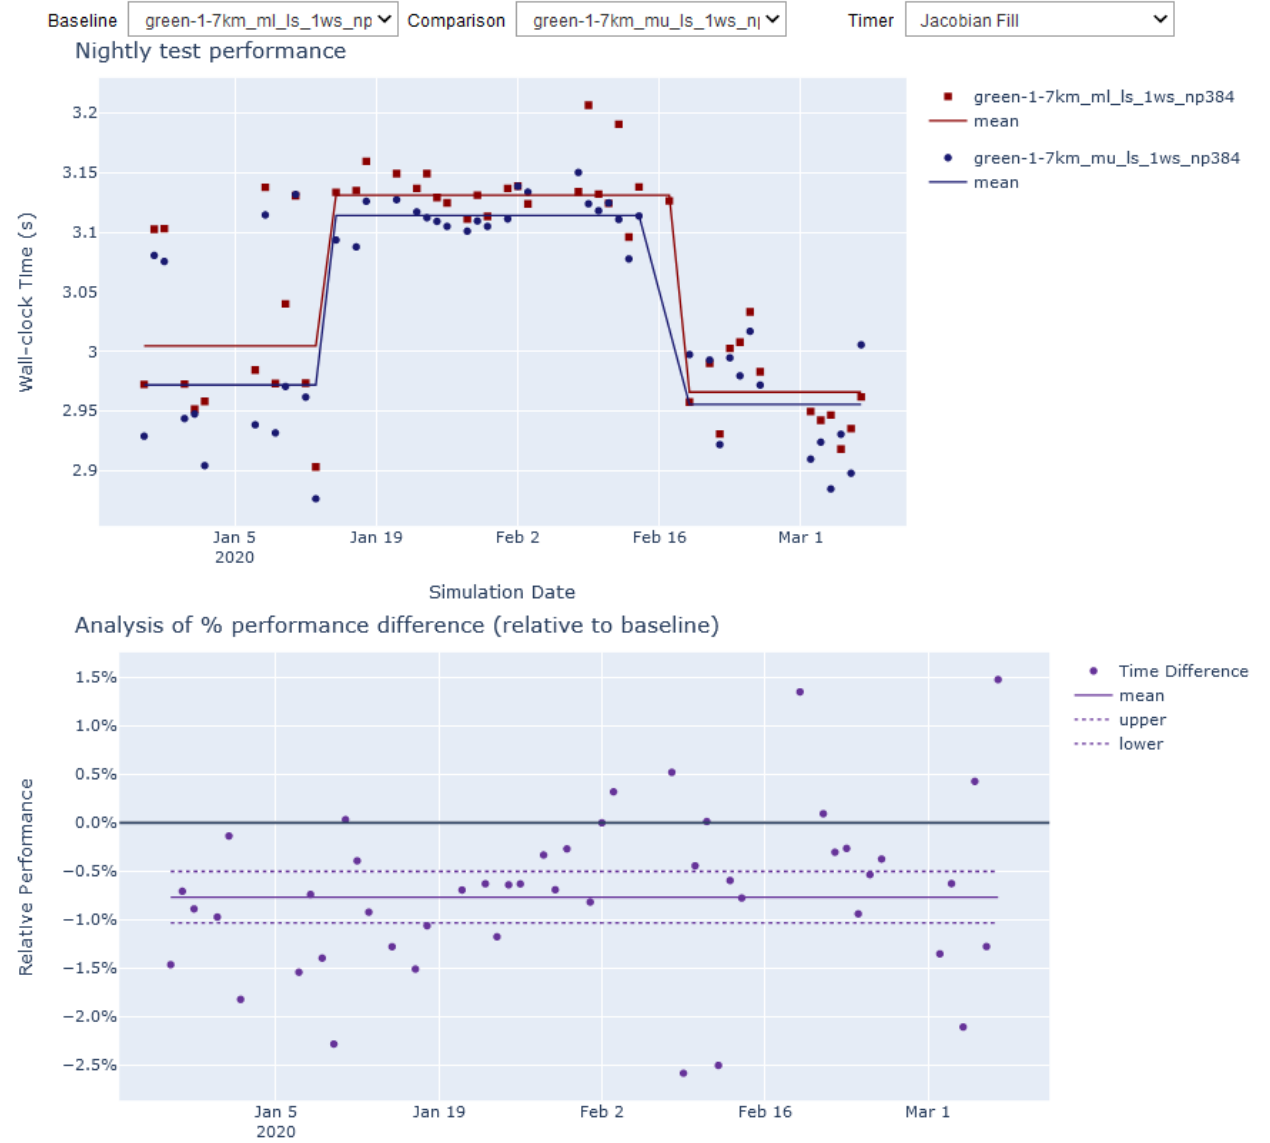 Baseline green-1-7km_ml_ls_1ws_np Comparison green-1-7km_mu_ls_1ws_n Timer Jacobian Fill
Nightly test performance
3.2
3.15
3.1
3.05
3
2.95
2.9
Wall-clock TIme (s)
Jan 5
2020
Jan 19
Feb 2
Feb 16
Mar 1
Simulation Date
green-1-7km_ml_ls_1ws_np384
mean
green-1-7km_mu_ls_1ws_np384
mean
Analysis of % performance difference (relative to baseline)
1.5%
1.0%
0.5%
0.0%
−0.5%
−1.0%
−1.5%
−2.0%
−2.5%
Relative Performance
Jan 5
2020
Jan 19
Feb 2
Feb 16
Mar 1
Time Difference
mean
upper
lower